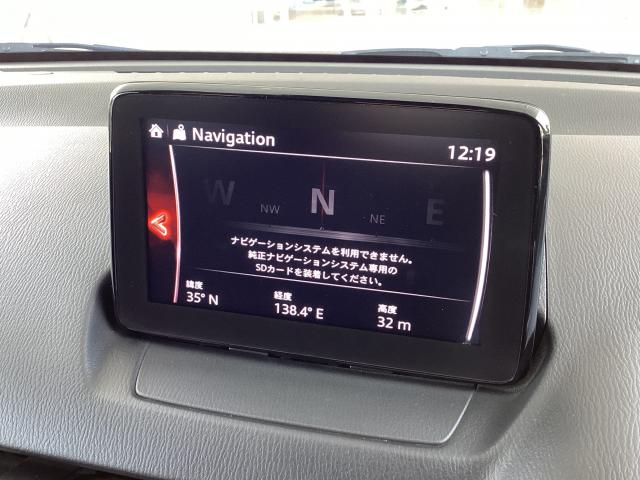 Navigation
12:19
W NW N NE E
ナビゲーションシステムを利用できません。
純正ナビゲーションシステム専用の
SDカードを装着してください。
緯度 経度 高度
35° N 138.4° E 32 m